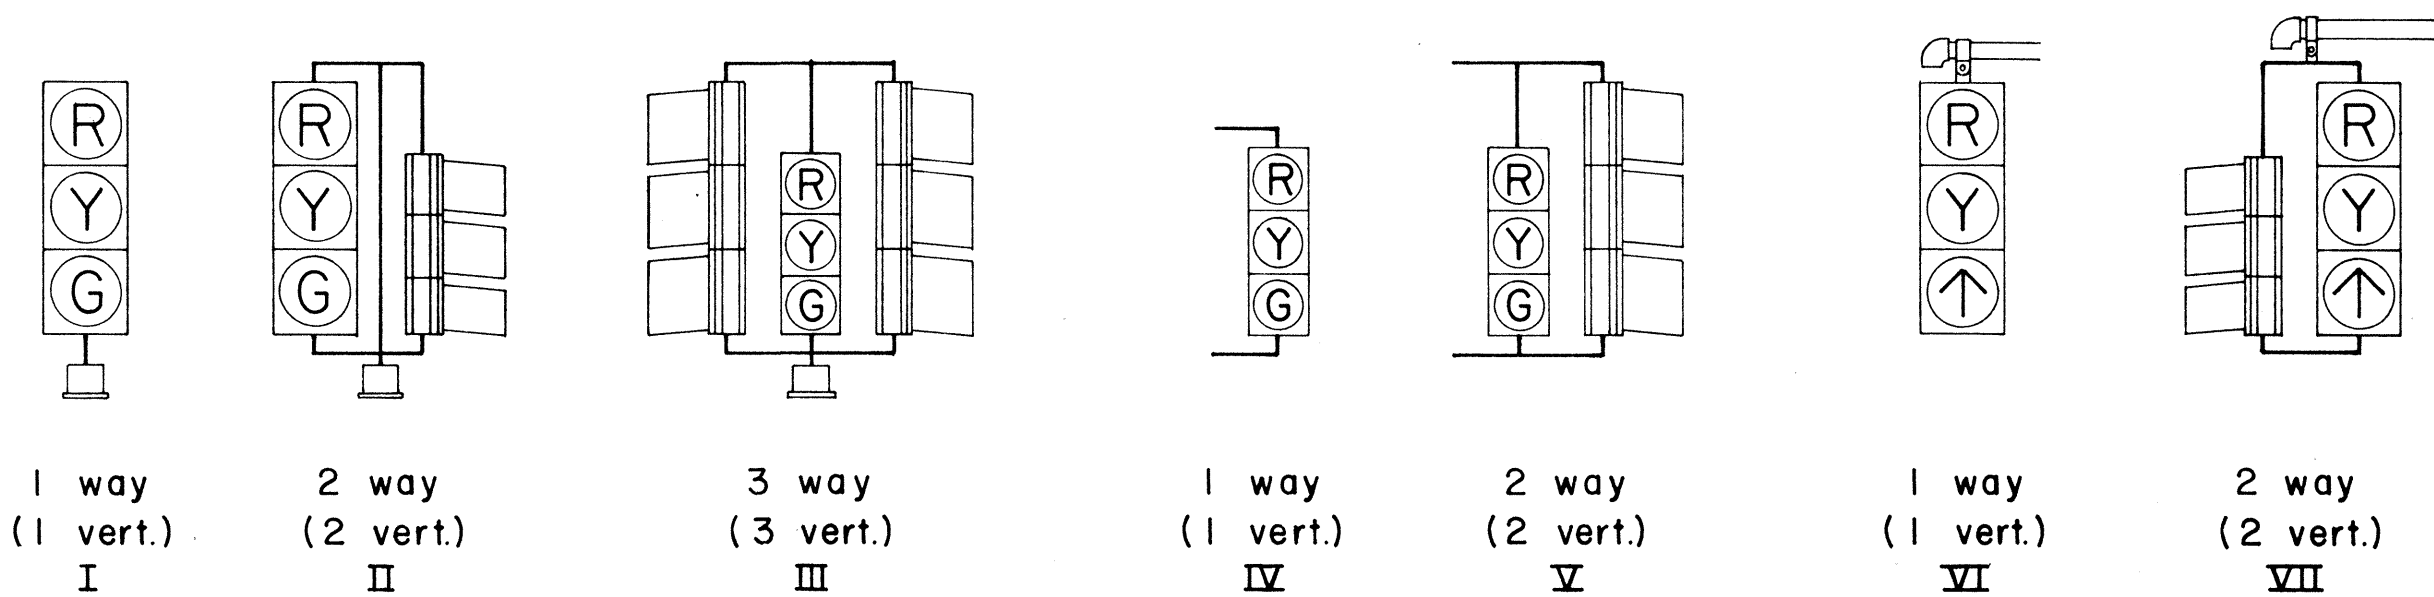 R
Y
G
R
Y
G
R
Y
G
R
Y
G
R
Y
G
R
Y
↑
R
Y
↑
1 way
(1 vert.)
I
2 way
(2 vert.)
II
3 way
(3 vert.)
III
1 way
(1 vert.)
IV
2 way
(2 vert.)
V
1 way
(1 vert.)
VI
2 way
(2 vert.)
VII